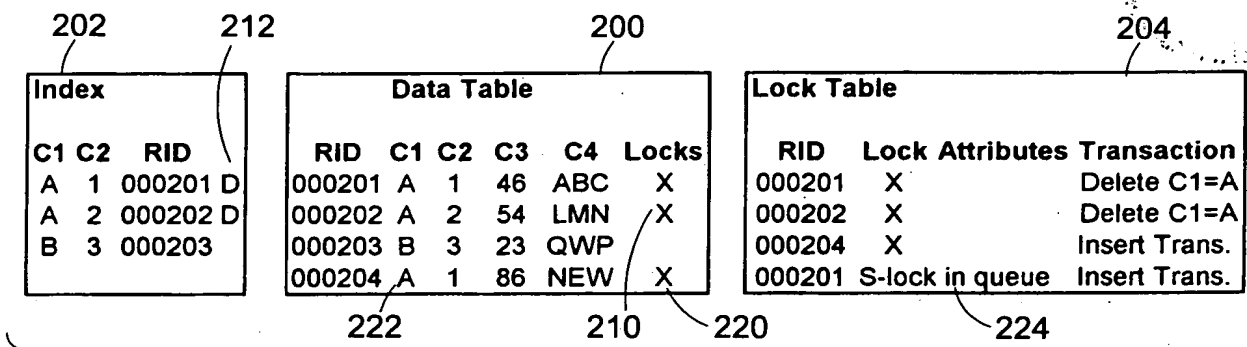 202 212 200 204
Index
C1 C2 RID
A 1 000201 D
A 2 000202 D
B 3 000203
Data Table
RID C1 C2 C3 C4 Locks
000201 A 1 46 ABC X
000202 A 2 54 LMN X
000203 B 3 23 QWP
000204 A 1 86 NEW X
Lock Table
RID Lock Attributes Transaction
000201 X Delete C1=A
000202 X Delete C1=A
000204 X Insert Trans.
000201 S-lock in queue Insert Trans.
222 210 220 224